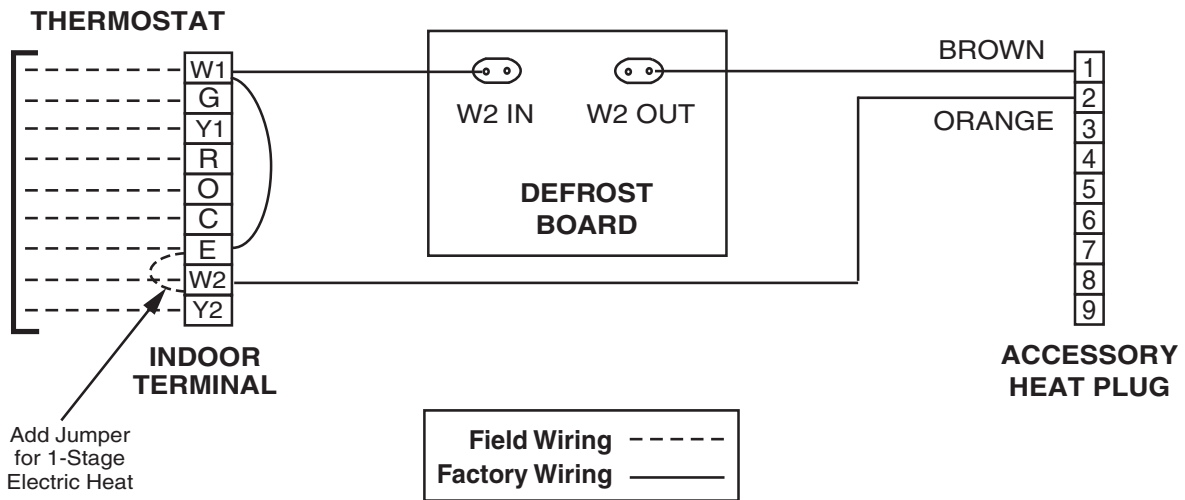 THERMOSTAT
W1
G
Y1
R
O
C
E
W2
Y2
INDOOR
TERMINAL
Add Jumper
for 1-Stage
Electric Heat
W2 IN
W2 OUT
DEFROST
BOARD
BROWN
ORANGE
1
2
3
4
5
6
7
8
9
ACCESSORY
HEAT PLUG
Field Wiring
Factory Wiring